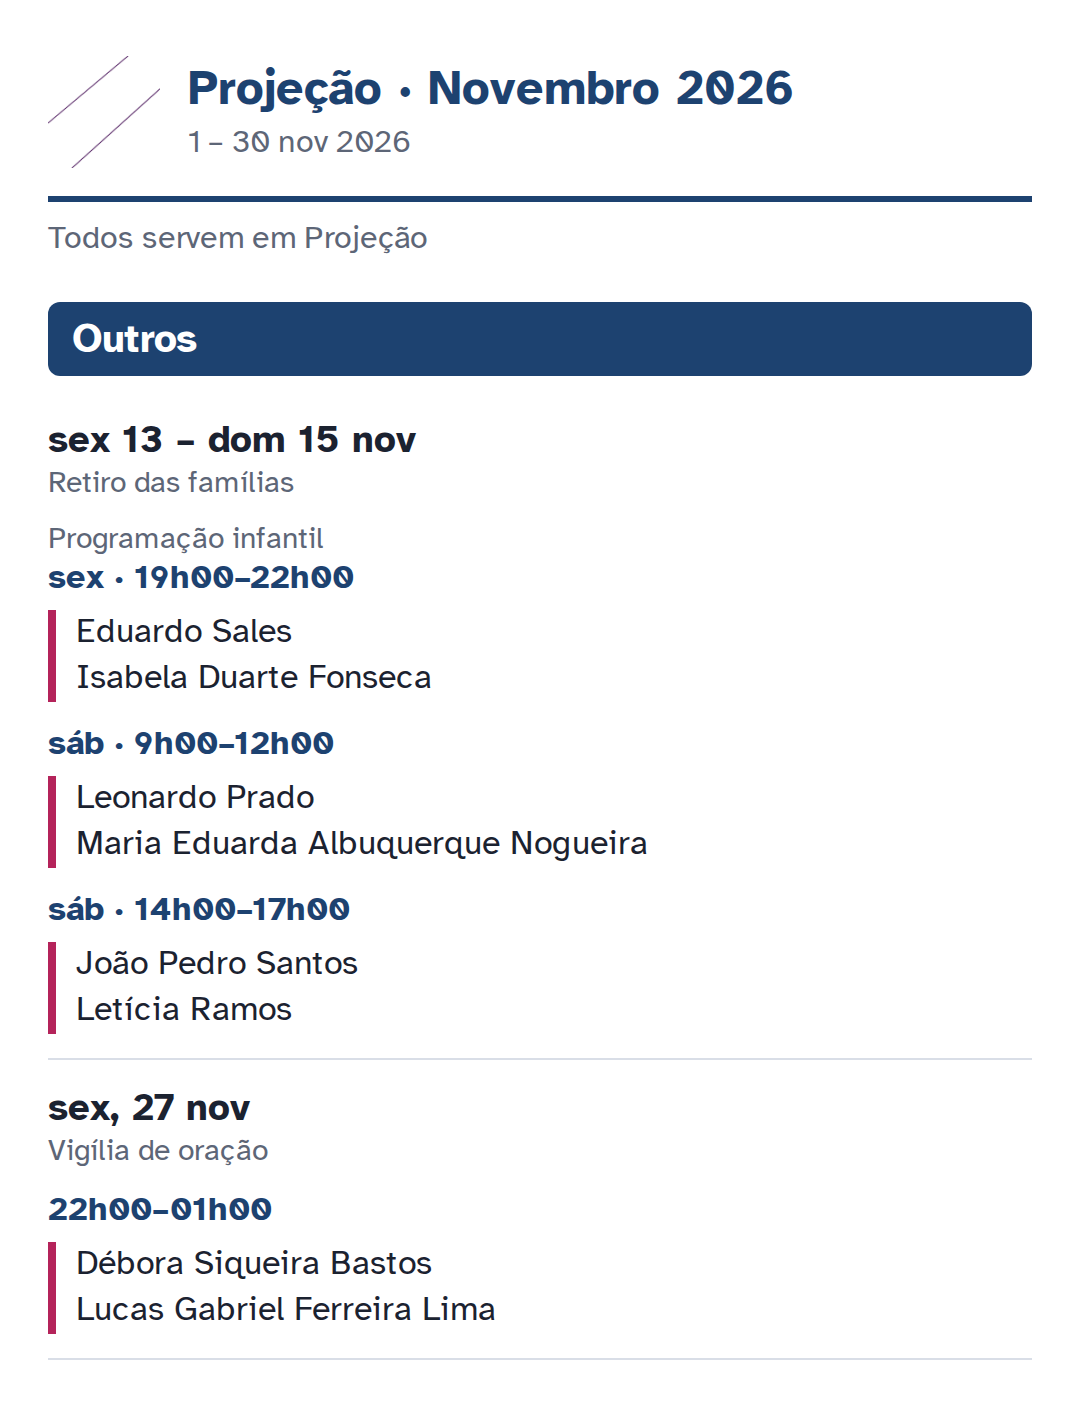 Projeção • Novembro 2026
1 – 30 nov 2026
Todos servem em Projeção
Outros
sex 13 – dom 15 nov
Retiro das famílias
Programação infantil
sex • 19h00–22h00
Eduardo Sales
Isabela Duarte Fonseca
sáb • 9h00–12h00
Leonardo Prado
Maria Eduarda Albuquerque Nogueira
sáb • 14h00–17h00
João Pedro Santos
Letícia Ramos
sex, 27 nov
Vigília de oração
22h00–01h00
Débora Siqueira Bastos
Lucas Gabriel Ferreira Lima